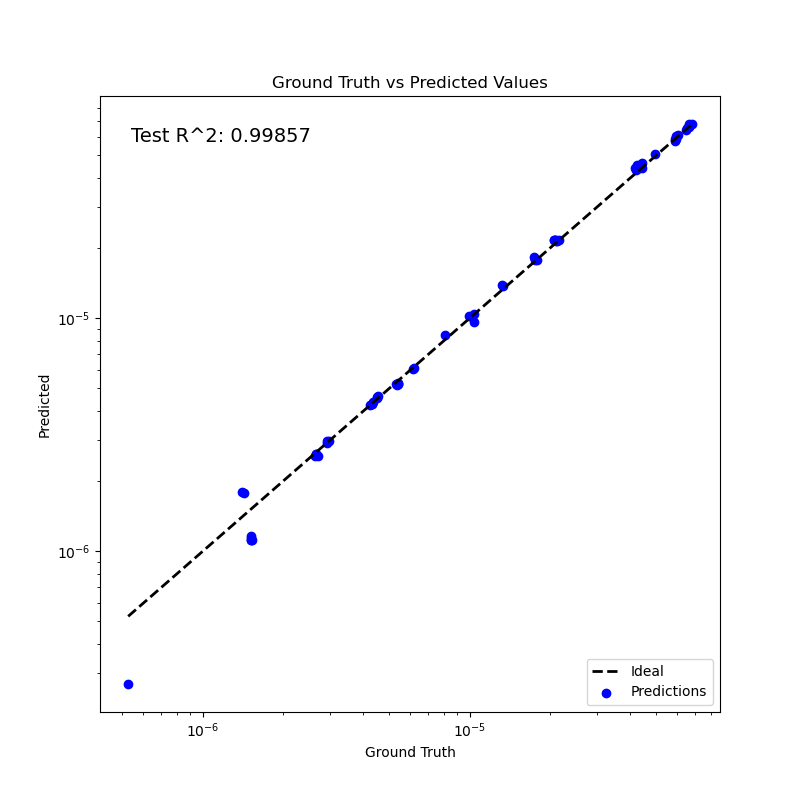 Ground Truth vs Predicted Values
Test R^2: 0.99857
Predicted
10⁻⁵
10⁻⁶
10⁻⁶
10⁻⁵
Ground Truth
Ideal
Predictions